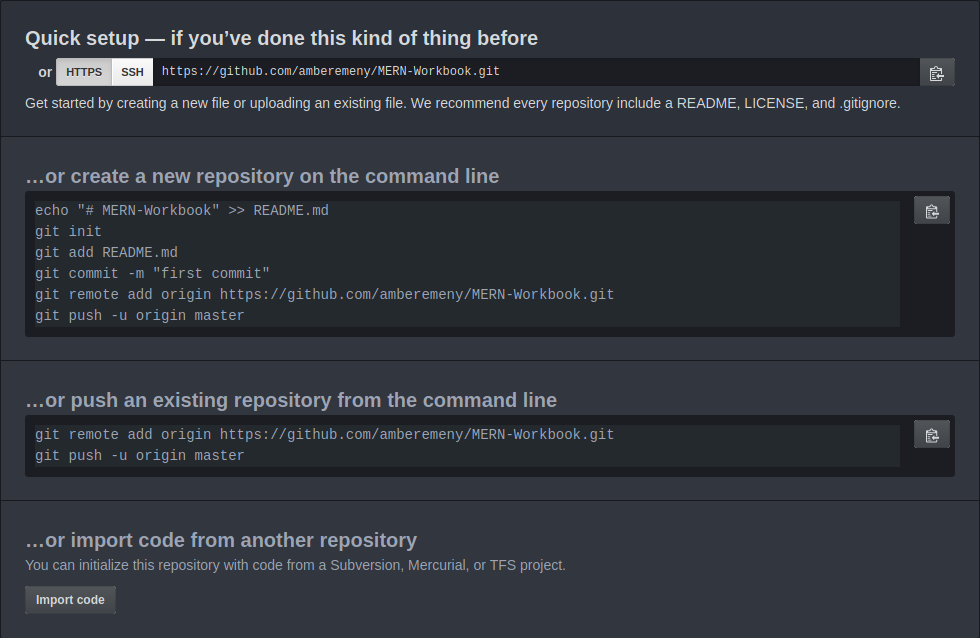 Quick setup — if you’ve done this kind of thing before
or HTTPS SSH https://github.com/amberemeny/MERN-Workbook.git
Get started by creating a new file or uploading an existing file. We recommend every repository include a README, LICENSE, and .gitignore.
…or create a new repository on the command line
echo "# MERN-Workbook" >> README.md
git init
git add README.md
git commit -m "first commit"
git remote add origin https://github.com/amberemeny/MERN-Workbook.git
git push -u origin master
…or push an existing repository from the command line
git remote add origin https://github.com/amberemeny/MERN-Workbook.git
git push -u origin master
…or import code from another repository
You can initialize this repository with code from a Subversion, Mercurial, or TFS project.
Import code